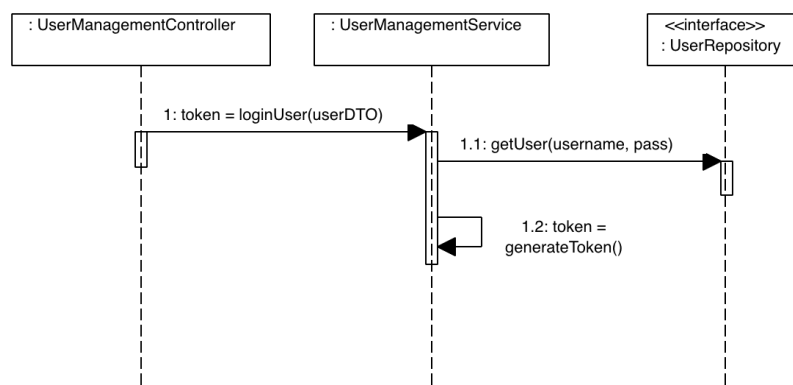 : UserManagementController
: UserManagementService
<<interface>>
: UserRepository
1: token = loginUser(userDTO)
1.1: getUser(username, pass)
1.2: token =
generateToken()